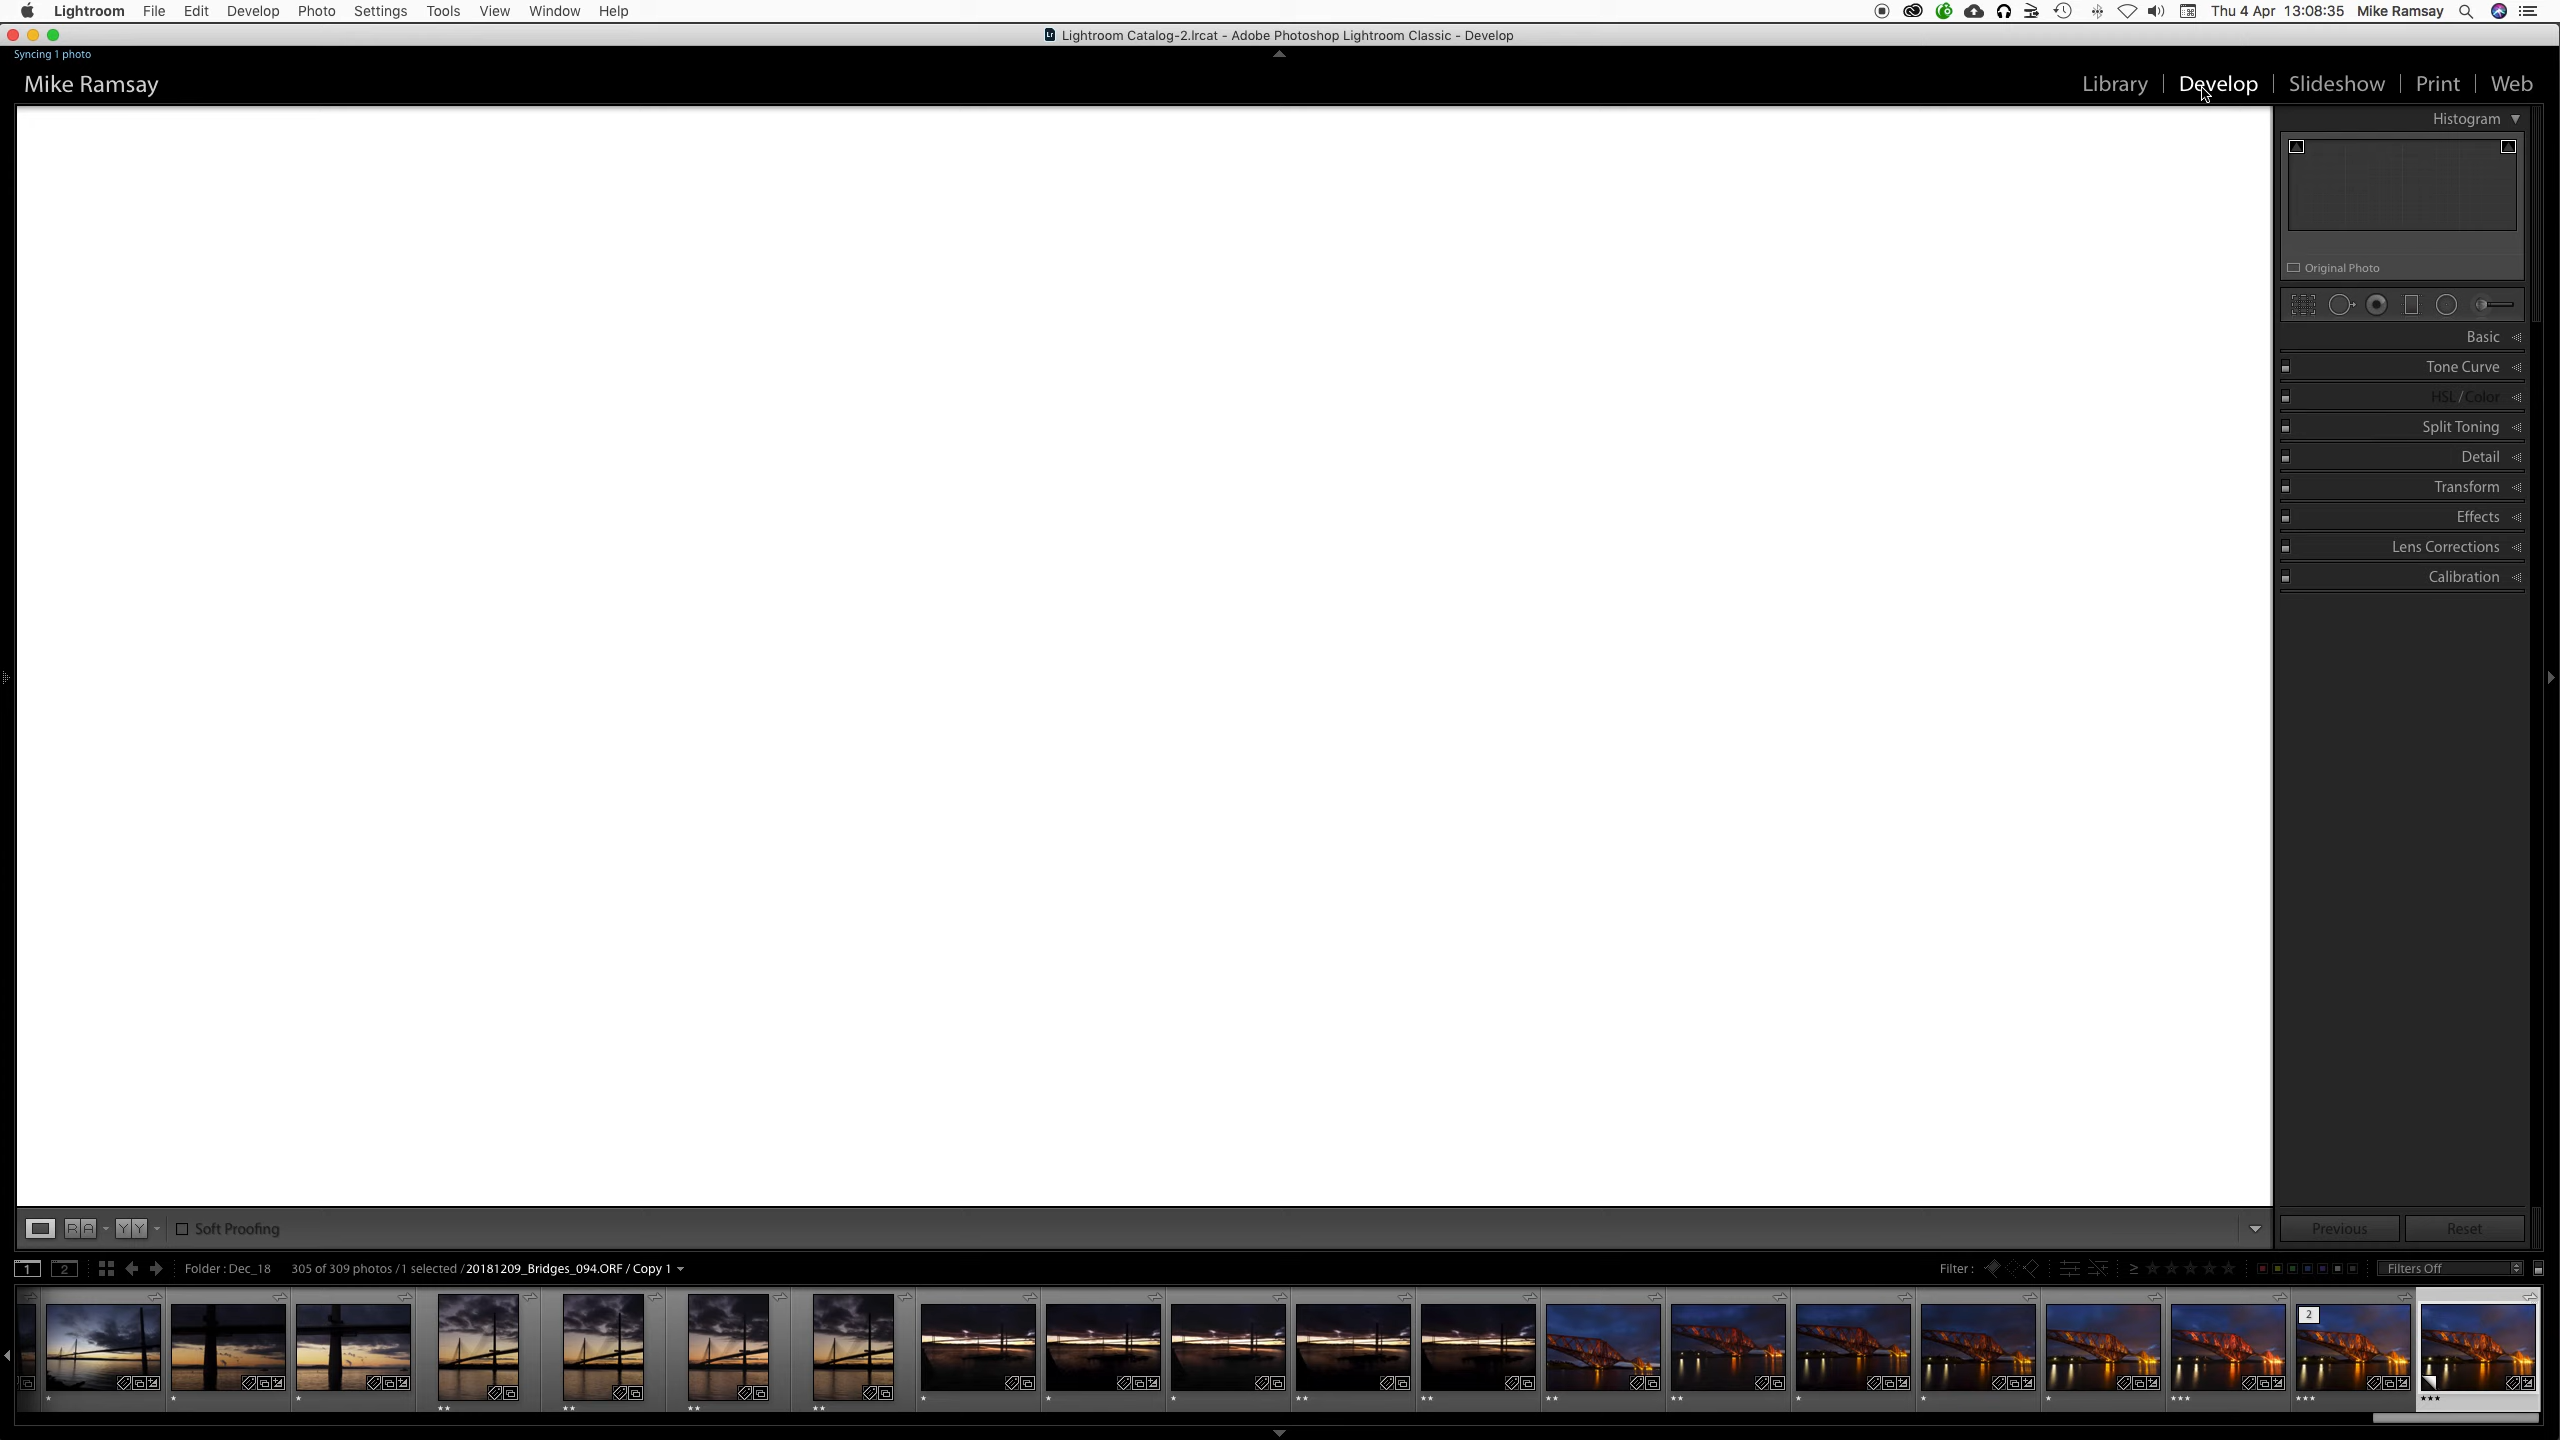 Lightroom File Edit Develop Photo Settings Tools View Window Help Thu 4 Apr 13:08:35 Mike Ramsay
Lightroom Catalog-2.lrcat - Adobe Photoshop Lightroom Classic - Develop
Syncing 1 photo
Mike Ramsay Library | Develop | Slideshow | Print | Web
Histogram
Original Photo
Basic
Tone Curve
HSL / Color
Split Toning
Detail
Transform
Effects
Lens Corrections
Calibration
R A Y Y Soft Proofing Previous Reset
1 2 Folder : Dec_18 305 of 309 photos / 1 selected / 20181209_Bridges_094.ORF / Copy 1 Filter : ≥ Filters Off
2